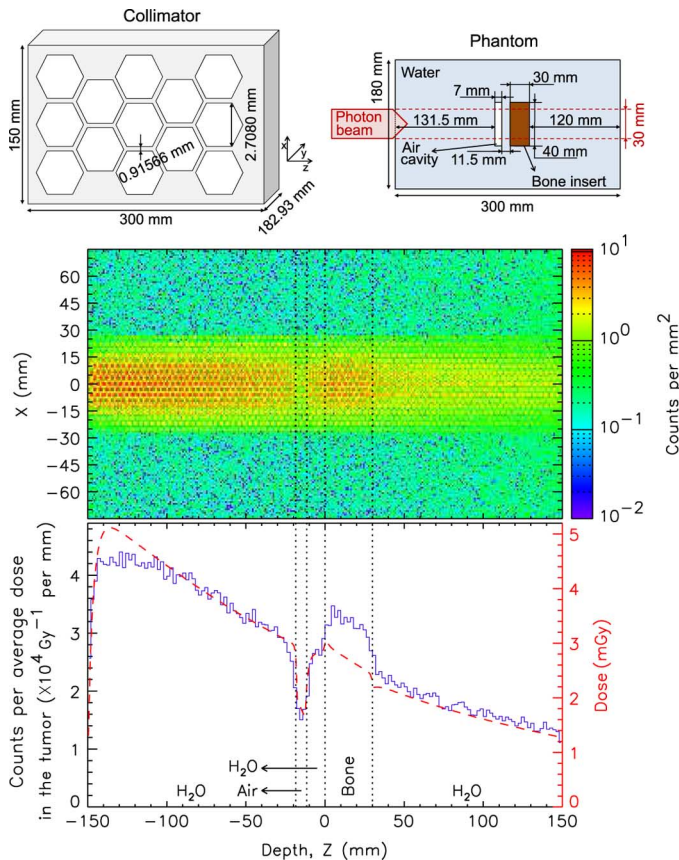 Collimator
150 mm
0.91566 mm
2.7080 mm
300 mm
182.93 mm
x
y
z
Phantom
Water
180 mm
7 mm
30 mm
Photon
beam
131.5 mm
120 mm
30 mm
Air
cavity
11.5 mm
40 mm
Bone insert
300 mm
75
60
45
30
15
0
−15
−30
−45
−60
X (mm)
10¹
10⁰
10⁻¹
10⁻²
Counts per mm²
Counts per average dose
in the tumor (×10⁴Gy⁻¹ per mm)
4
3
2
1
0
5
4
3
2
1
0
Dose (mGy)
H₂O
H₂O
Air
Bone
H₂O
−150
−100
−50
0
50
100
150
Depth, Z (mm)